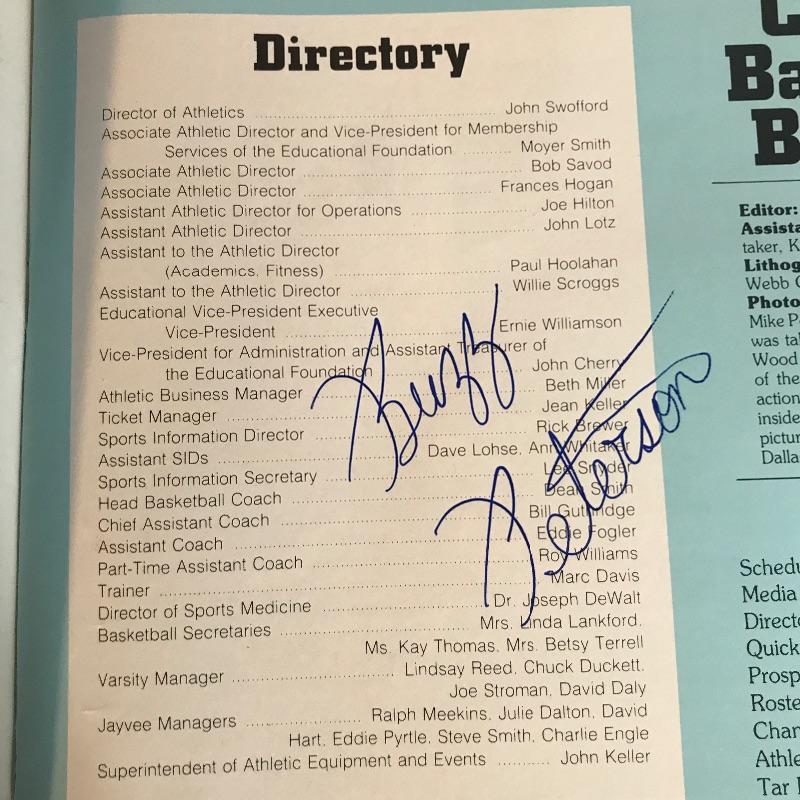 Directory
Director of Athletics ........ John Swofford
Associate Athletic Director and Vice-President for Membership
Services of the Educational Foundation ........ Moyer Smith
Associate Athletic Director ........ Bob Savod
Associate Athletic Director ........ Frances Hogan
Assistant Athletic Director for Operations ........ Joe Hilton
Assistant Athletic Director ........ John Lotz
Assistant to the Athletic Director
(Academics, Fitness) ........ Paul Hoolahan
Assistant to the Athletic Director ........ Willie Scroggs
Educational Vice-President Executive
Vice-President ........ Ernie Williamson
Vice-President for Administration and Assistant Treasurer of
the Educational Foundation ........ John Cherry
Athletic Business Manager ........ Beth Miller
Ticket Manager ........ Jean Keller
Sports Information Director ........ Rick Brewer
Assistant SIDs ........ Dave Lohse, Ann Whitaker
Sports Information Secretary ........ Lee Snyder
Head Basketball Coach ........ Dean Smith
Chief Assistant Coach ........ Bill Guthridge
Assistant Coach ........ Eddie Fogler
Part-Time Assistant Coach ........ Roy Williams
Trainer ........ Marc Davis
Director of Sports Medicine ........ Dr. Joseph DeWalt
Basketball Secretaries ........ Mrs. Linda Lankford,
Ms. Kay Thomas, Mrs. Betsy Terrell
Varsity Manager ........ Lindsay Reed, Chuck Duckett,
Joe Stroman, David Daly
Jayvee Managers ........ Ralph Meekins, Julie Dalton, David
Hart, Eddie Pyrtle, Steve Smith, Charlie Engle
Superintendent of Athletic Equipment and Events ........ John Keller
Buzz
Peterson
Ba
B
Editor:
taker, K
Webb
Photo
Mike P
was ta
Wood
of the
action
inside
pictur
Dalla
Schedu
Media
Direct
Quick
Prosp
Roste
Char
Athle
Tar